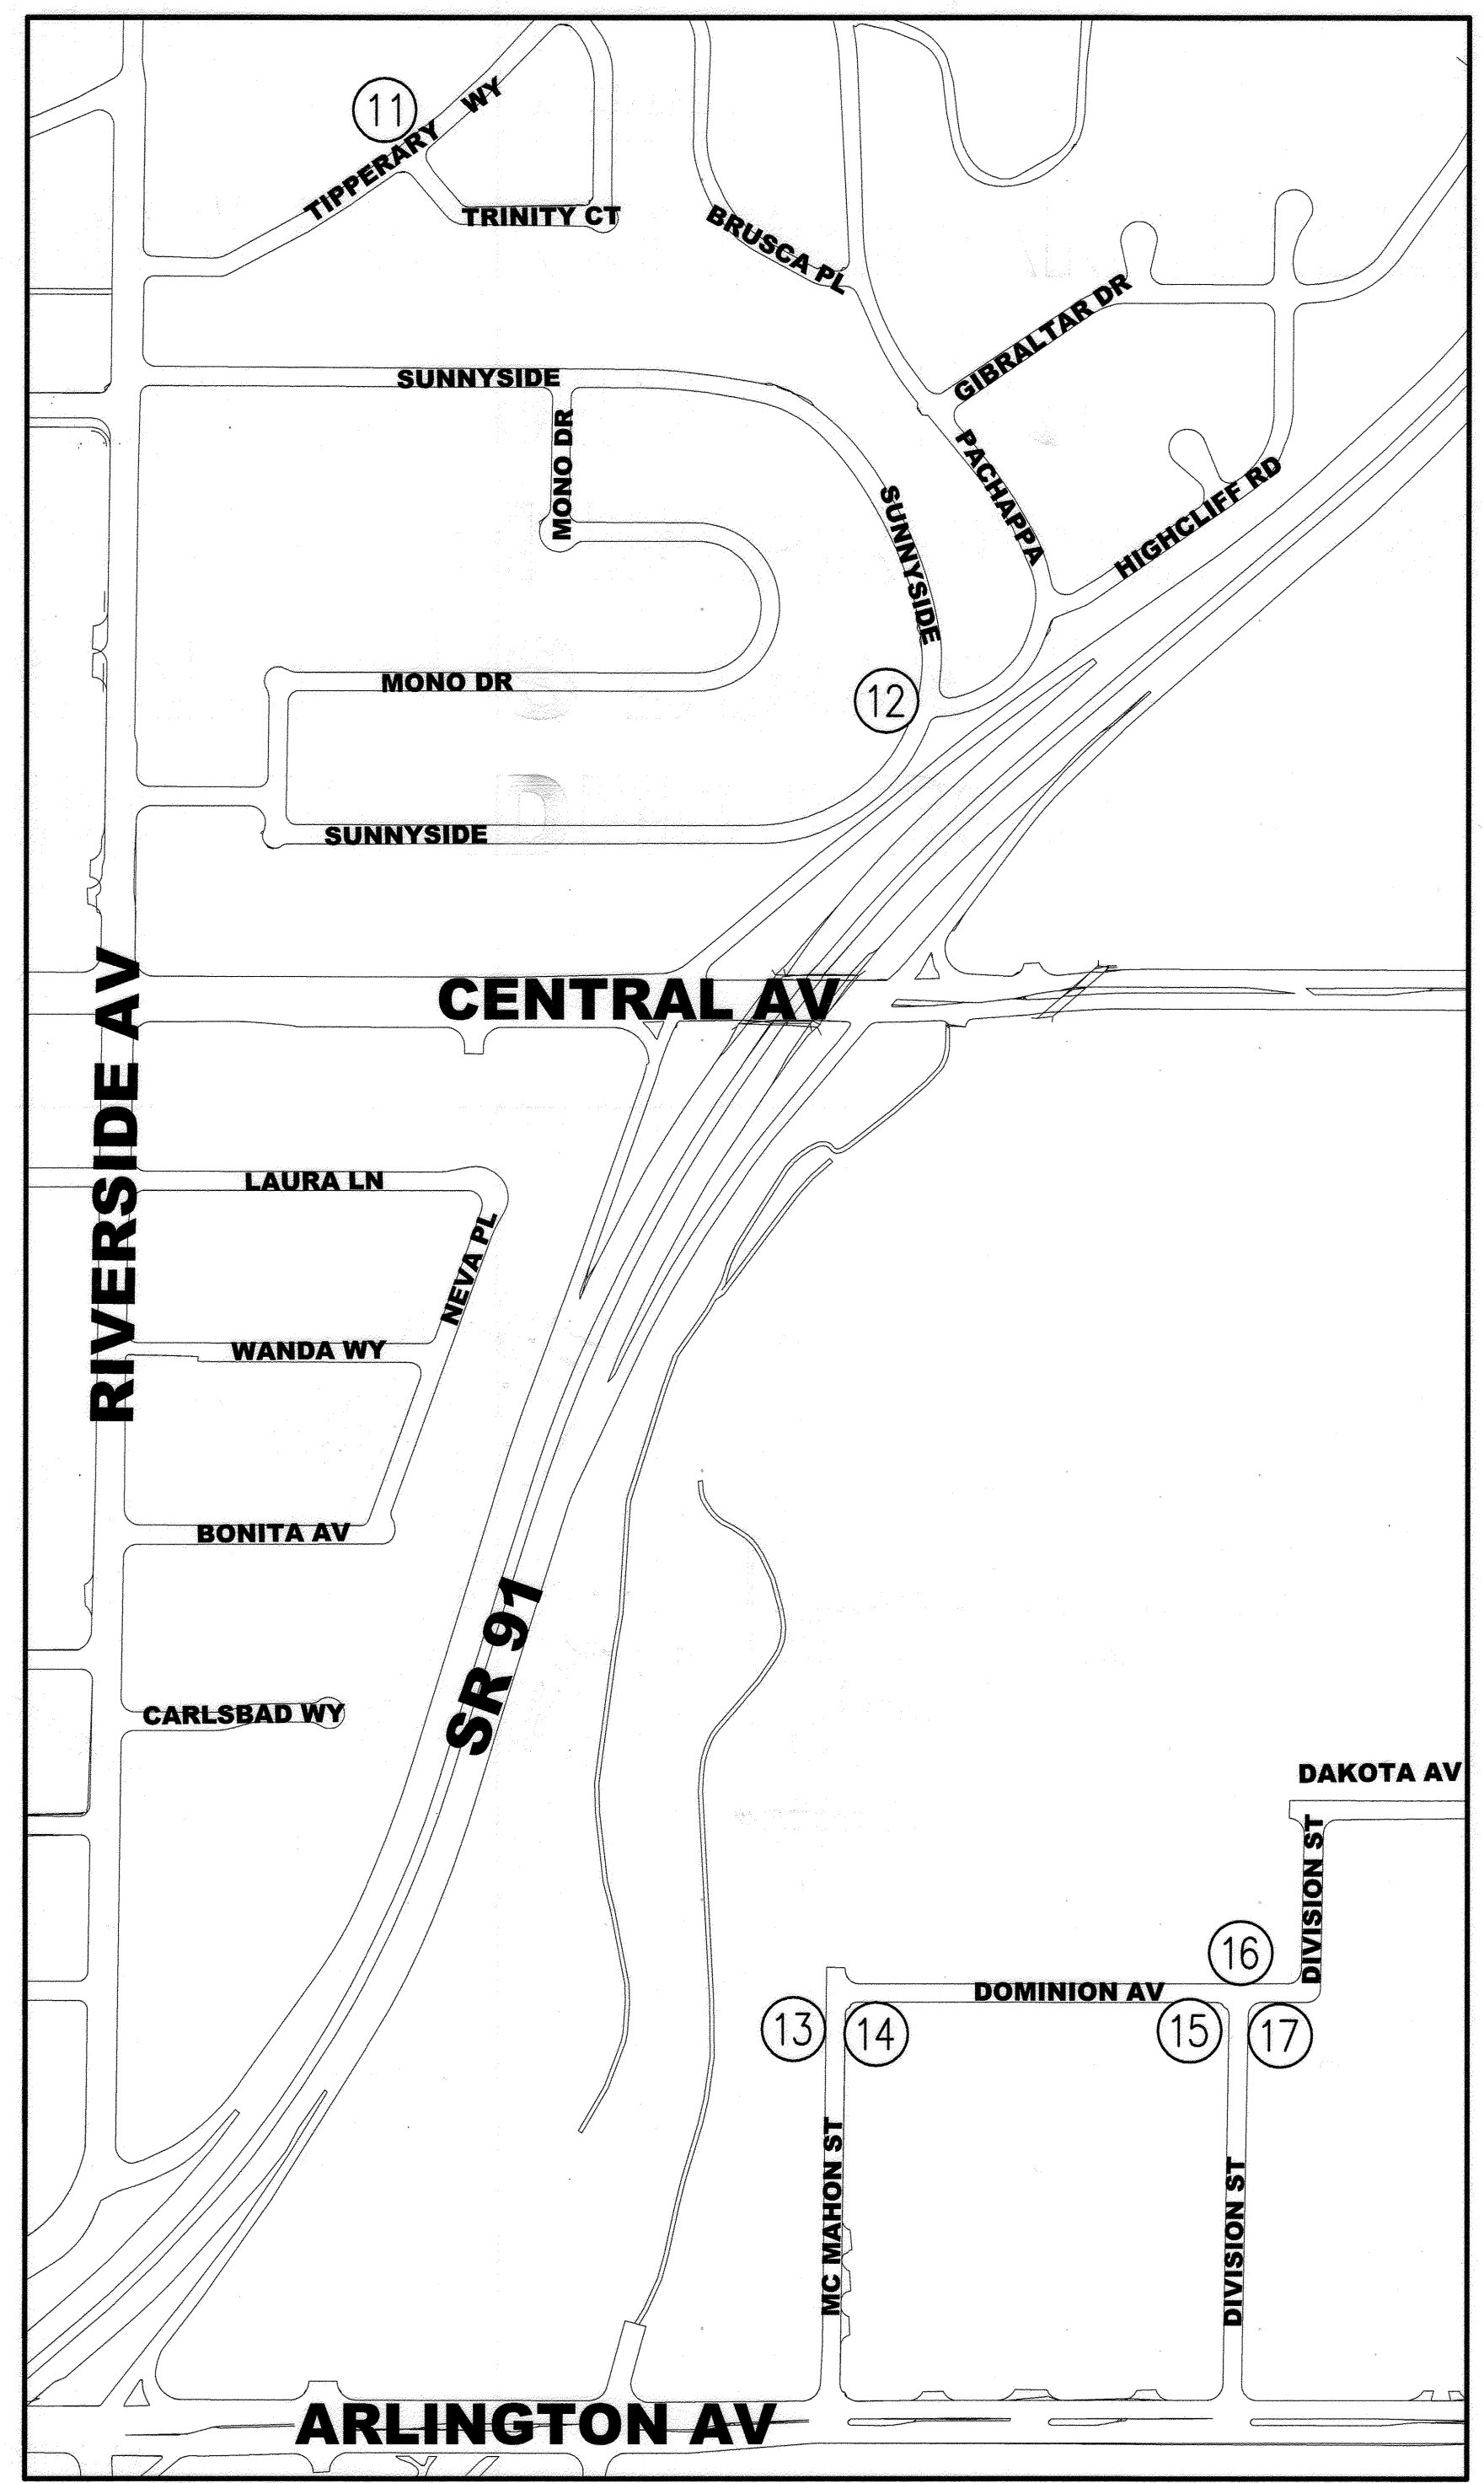 11
TIPPERARY WY
TRINITY CT
BRUSCA PL
GIBRALTAR DR
SUNNYSIDE
MONO DR
PACHAPPA
HIGHCLIFF RD
SUNNYSIDE
MONO DR
12
SUNNYSIDE
CENTRAL AV
RIVERSIDE AV
LAURA LN
NEVA PL
WANDA WY
BONITA AV
SR 91
CARLSBAD WY
DAKOTA AV
DIVISION ST
16
DOMINION AV
13
14
15
17
MC MAHON ST
DIVISION ST
ARLINGTON AV